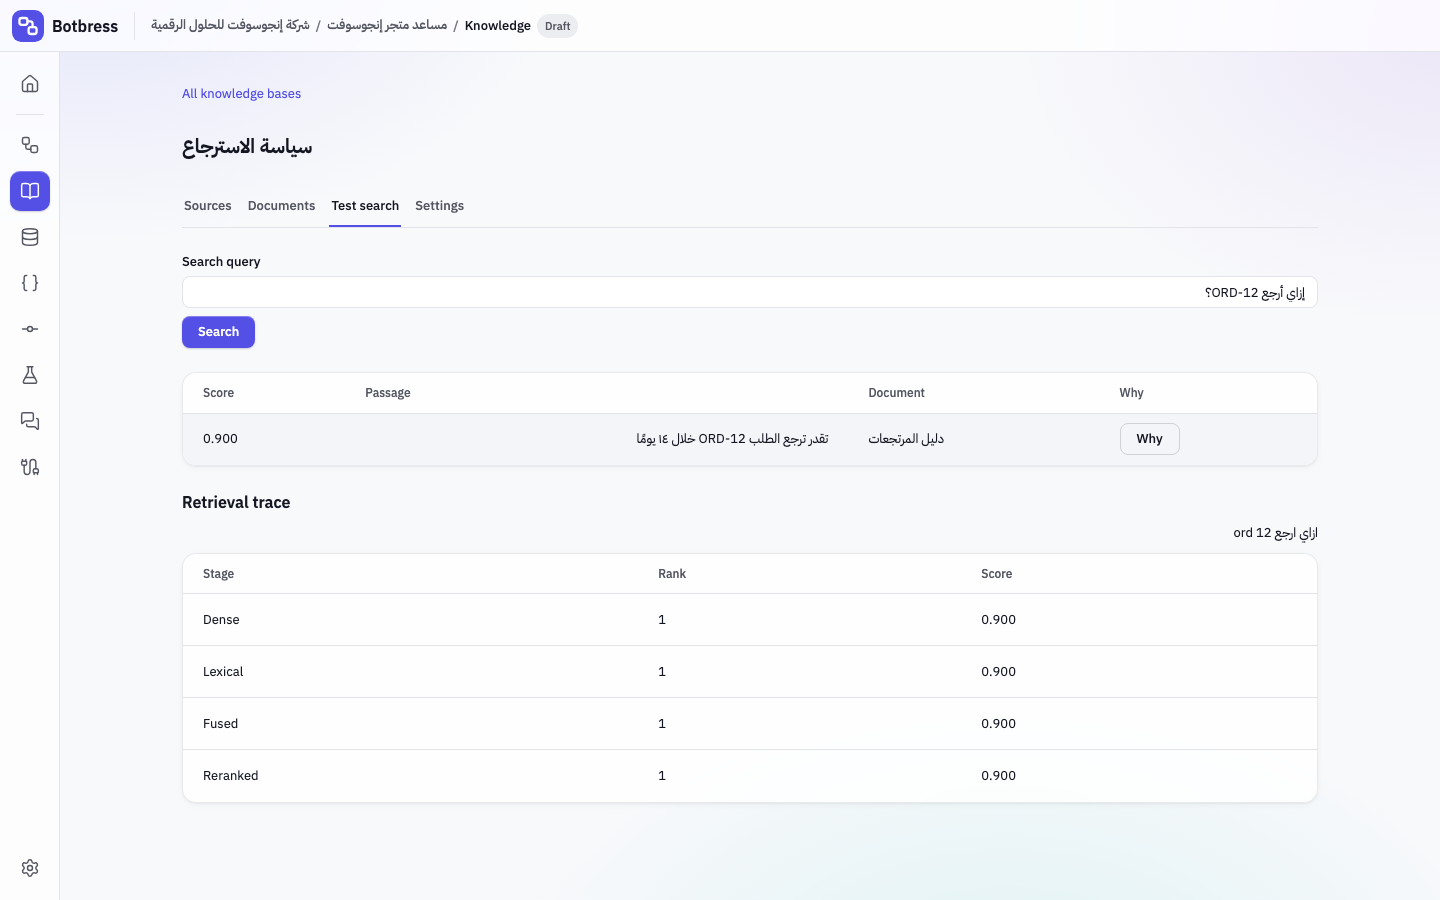 Botbress
شركة إنجوسوفت للحلول الرقمية / مساعد متجر إنجوسوفت / Knowledge Draft
All knowledge bases
سياسة الاسترجاع
Sources Documents Test search Settings
Search query
إزاي أرجع ORD-12؟
Search
Score Passage Document Why
0.900 تقدر ترجع الطلب ORD-12 خلال ١٤ يومًا دليل المرتجعات Why
Retrieval trace
ازاي ارجع ord 12
Stage Rank Score
Dense 1 0.900
Lexical 1 0.900
Fused 1 0.900
Reranked 1 0.900